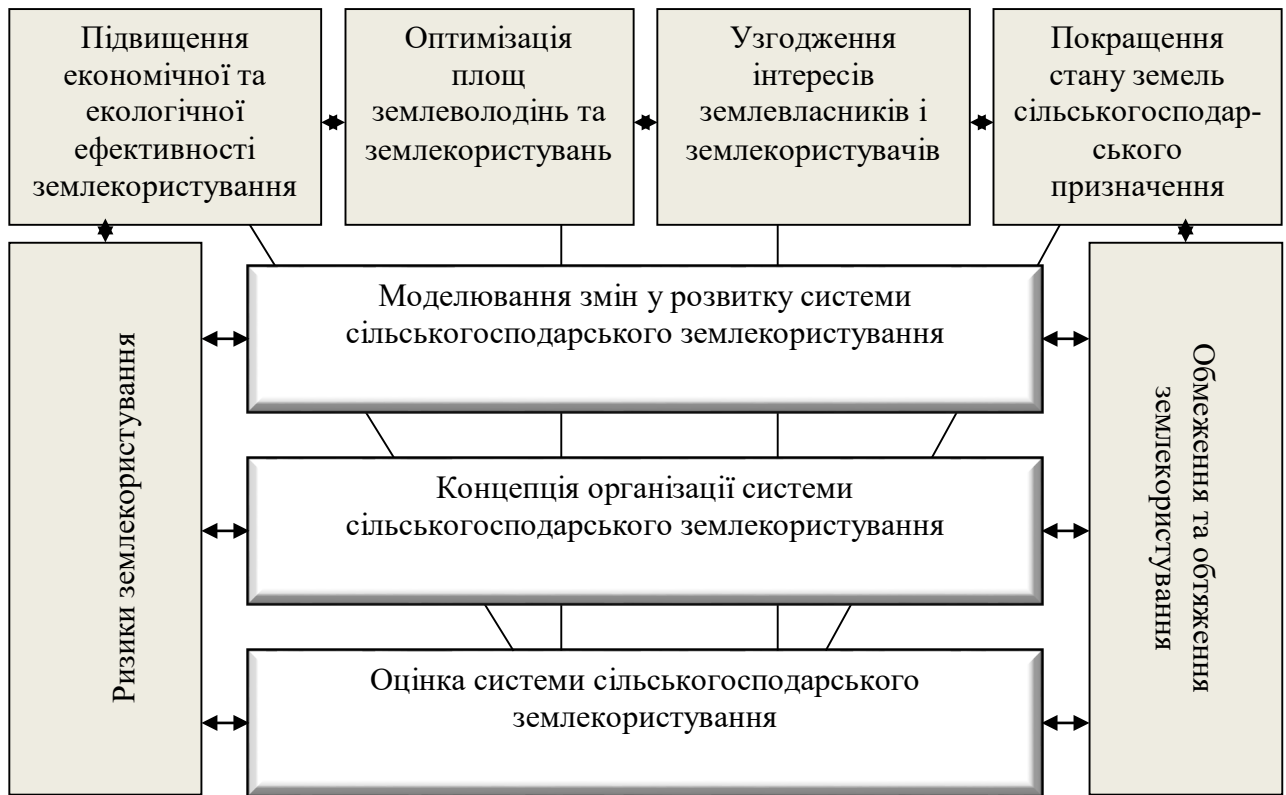 Підвищення
економічної та
екологічної
ефективності
землекористування
Оптимізація
площ
землеволодінь та
землекористувань
Узгодження
інтересів
землевласників і
землекористувачів
Покращення
стану земель
сільськогосподар-
ського
призначення
Ризики землекористування
Моделювання змін у розвитку системи
сільськогосподарського землекористування
Концепція організації системи
сільськогосподарського землекористування
Оцінка системи сільськогосподарського
землекористування
Обмеження та обтяження
землекористування